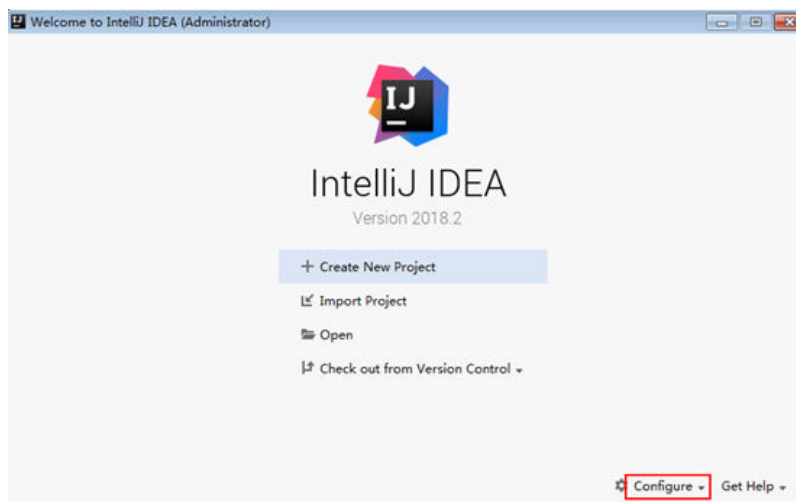 Welcome to IntelliJ IDEA (Administrator)
IJ
IntelliJ IDEA
Version 2018.2
Create New Project
Import Project
Open
Check out from Version Control
Configure Get Help